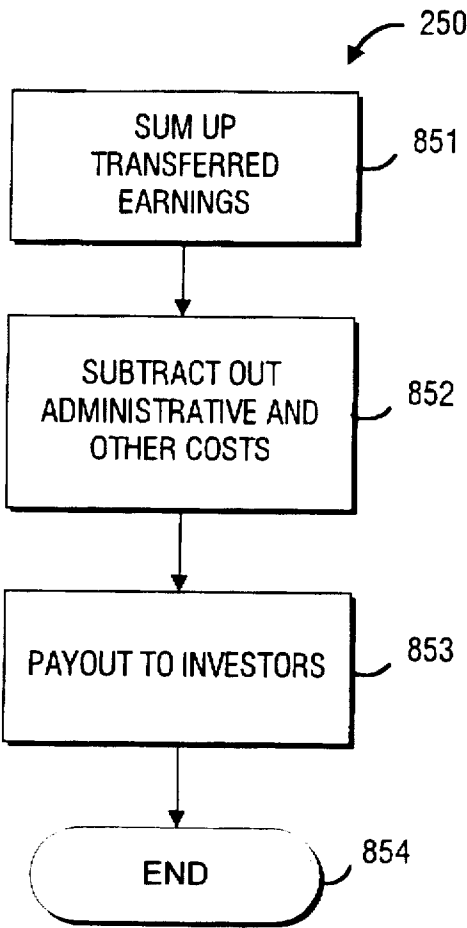 250
SUM UP
TRANSFERRED
EARNINGS
851
SUBTRACT OUT
ADMINISTRATIVE AND
OTHER COSTS
852
PAYOUT TO INVESTORS
853
END
854